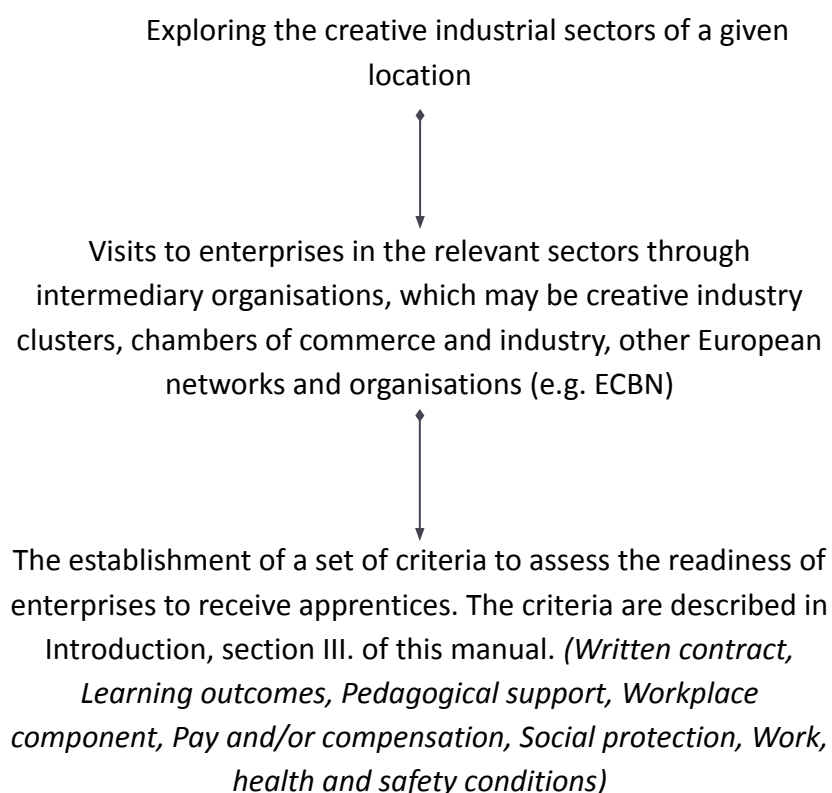 Exploring the creative industrial sectors of a given
location
Visits to enterprises in the relevant sectors through
intermediary organisations, which may be creative industry
clusters, chambers of commerce and industry, other European
networks and organisations (e.g. ECBN)
The establishment of a set of criteria to assess the readiness of
enterprises to receive apprentices. The criteria are described in
Introduction, section III. of this manual. (Written contract,
Learning outcomes, Pedagogical support, Workplace
component, Pay and/or compensation, Social protection, Work,
health and safety conditions)